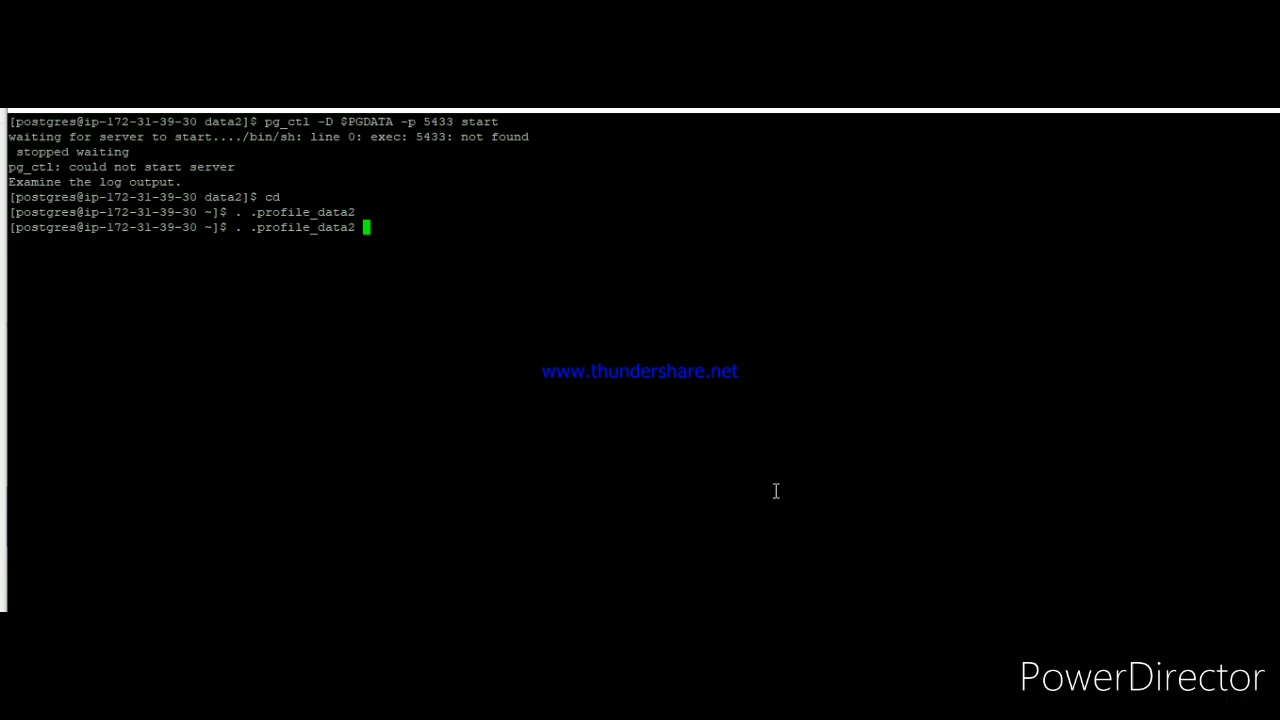 [postgres@ip-172-31-39-30 data2]$ pg_ctl -D $PGDATA -p 5433 start
waiting for server to start..../bin/sh: line 0: exec: 5433: not found
 stopped waiting
pg_ctl: could not start server
Examine the log output.
[postgres@ip-172-31-39-30 data2]$ cd
[postgres@ip-172-31-39-30 ~]$ . .profile_data2
[postgres@ip-172-31-39-30 ~]$ . .profile_data2
www.thundershare.net
PowerDirector